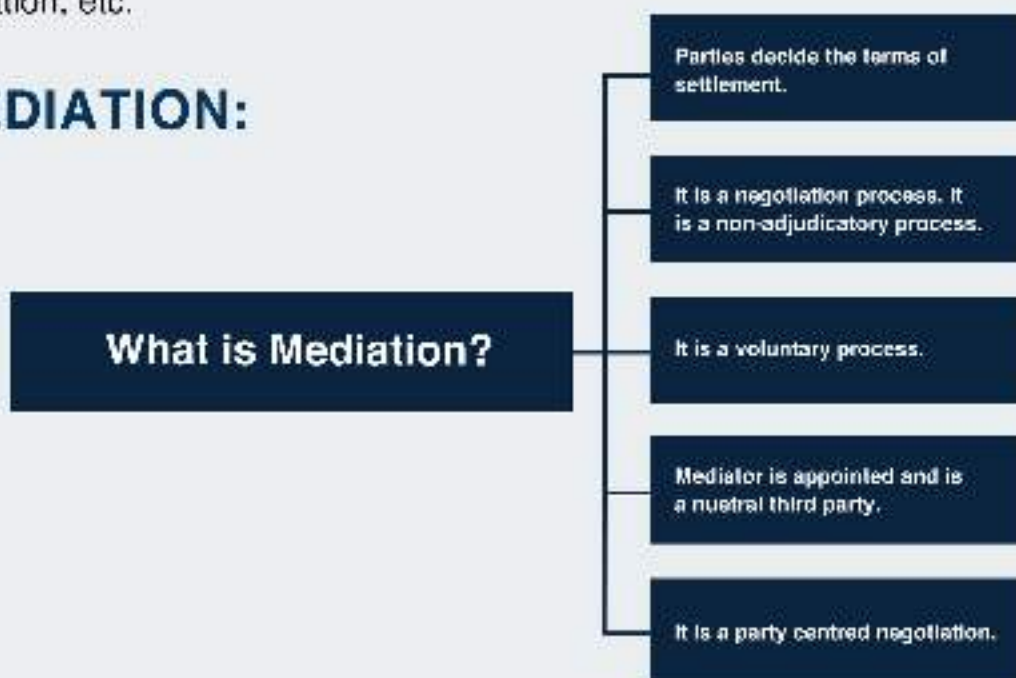 etc.
DIATION:
Parties decide the terms of
settlement.
It is a negotiation process. It
is a non-adjudicatory process.
What is Mediation?
It is a voluntary process.
Mediator is appointed and is
a nuetral third party.
It is a party centred negotiation.